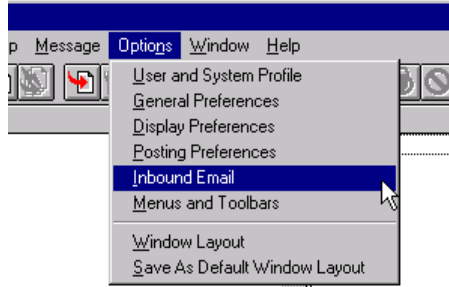 p Message Options Window Help
User and System Profile
General Preferences
Display Preferences
Posting Preferences
Inbound Email
Menus and Toolbars
Window Layout
Save As Default Window Layout